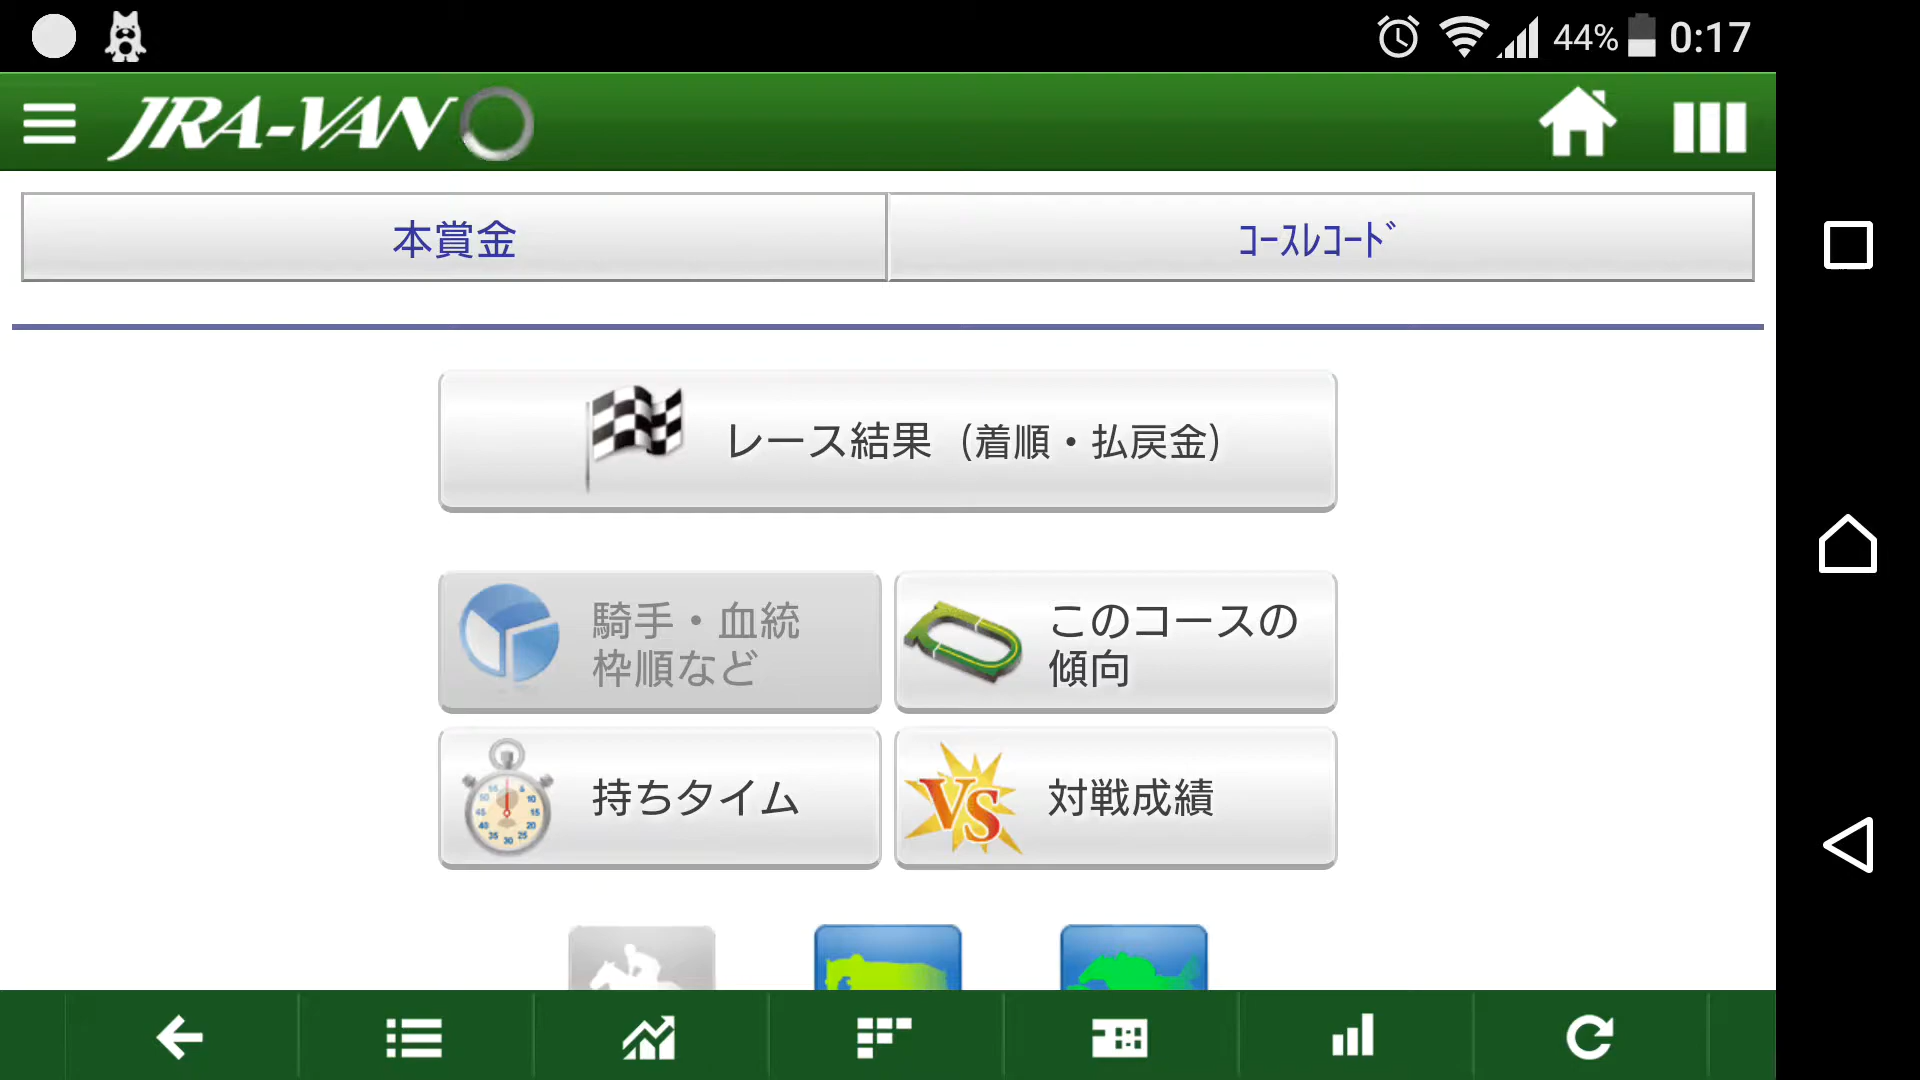 44% 0:17
JRA-VAN
本賞金 ｺｰｽﾚｺｰﾄﾞ
レース結果（着順・払戻金）
騎手・血統
枠順など
このコースの
傾向
持ちタイム
VS 対戦成績